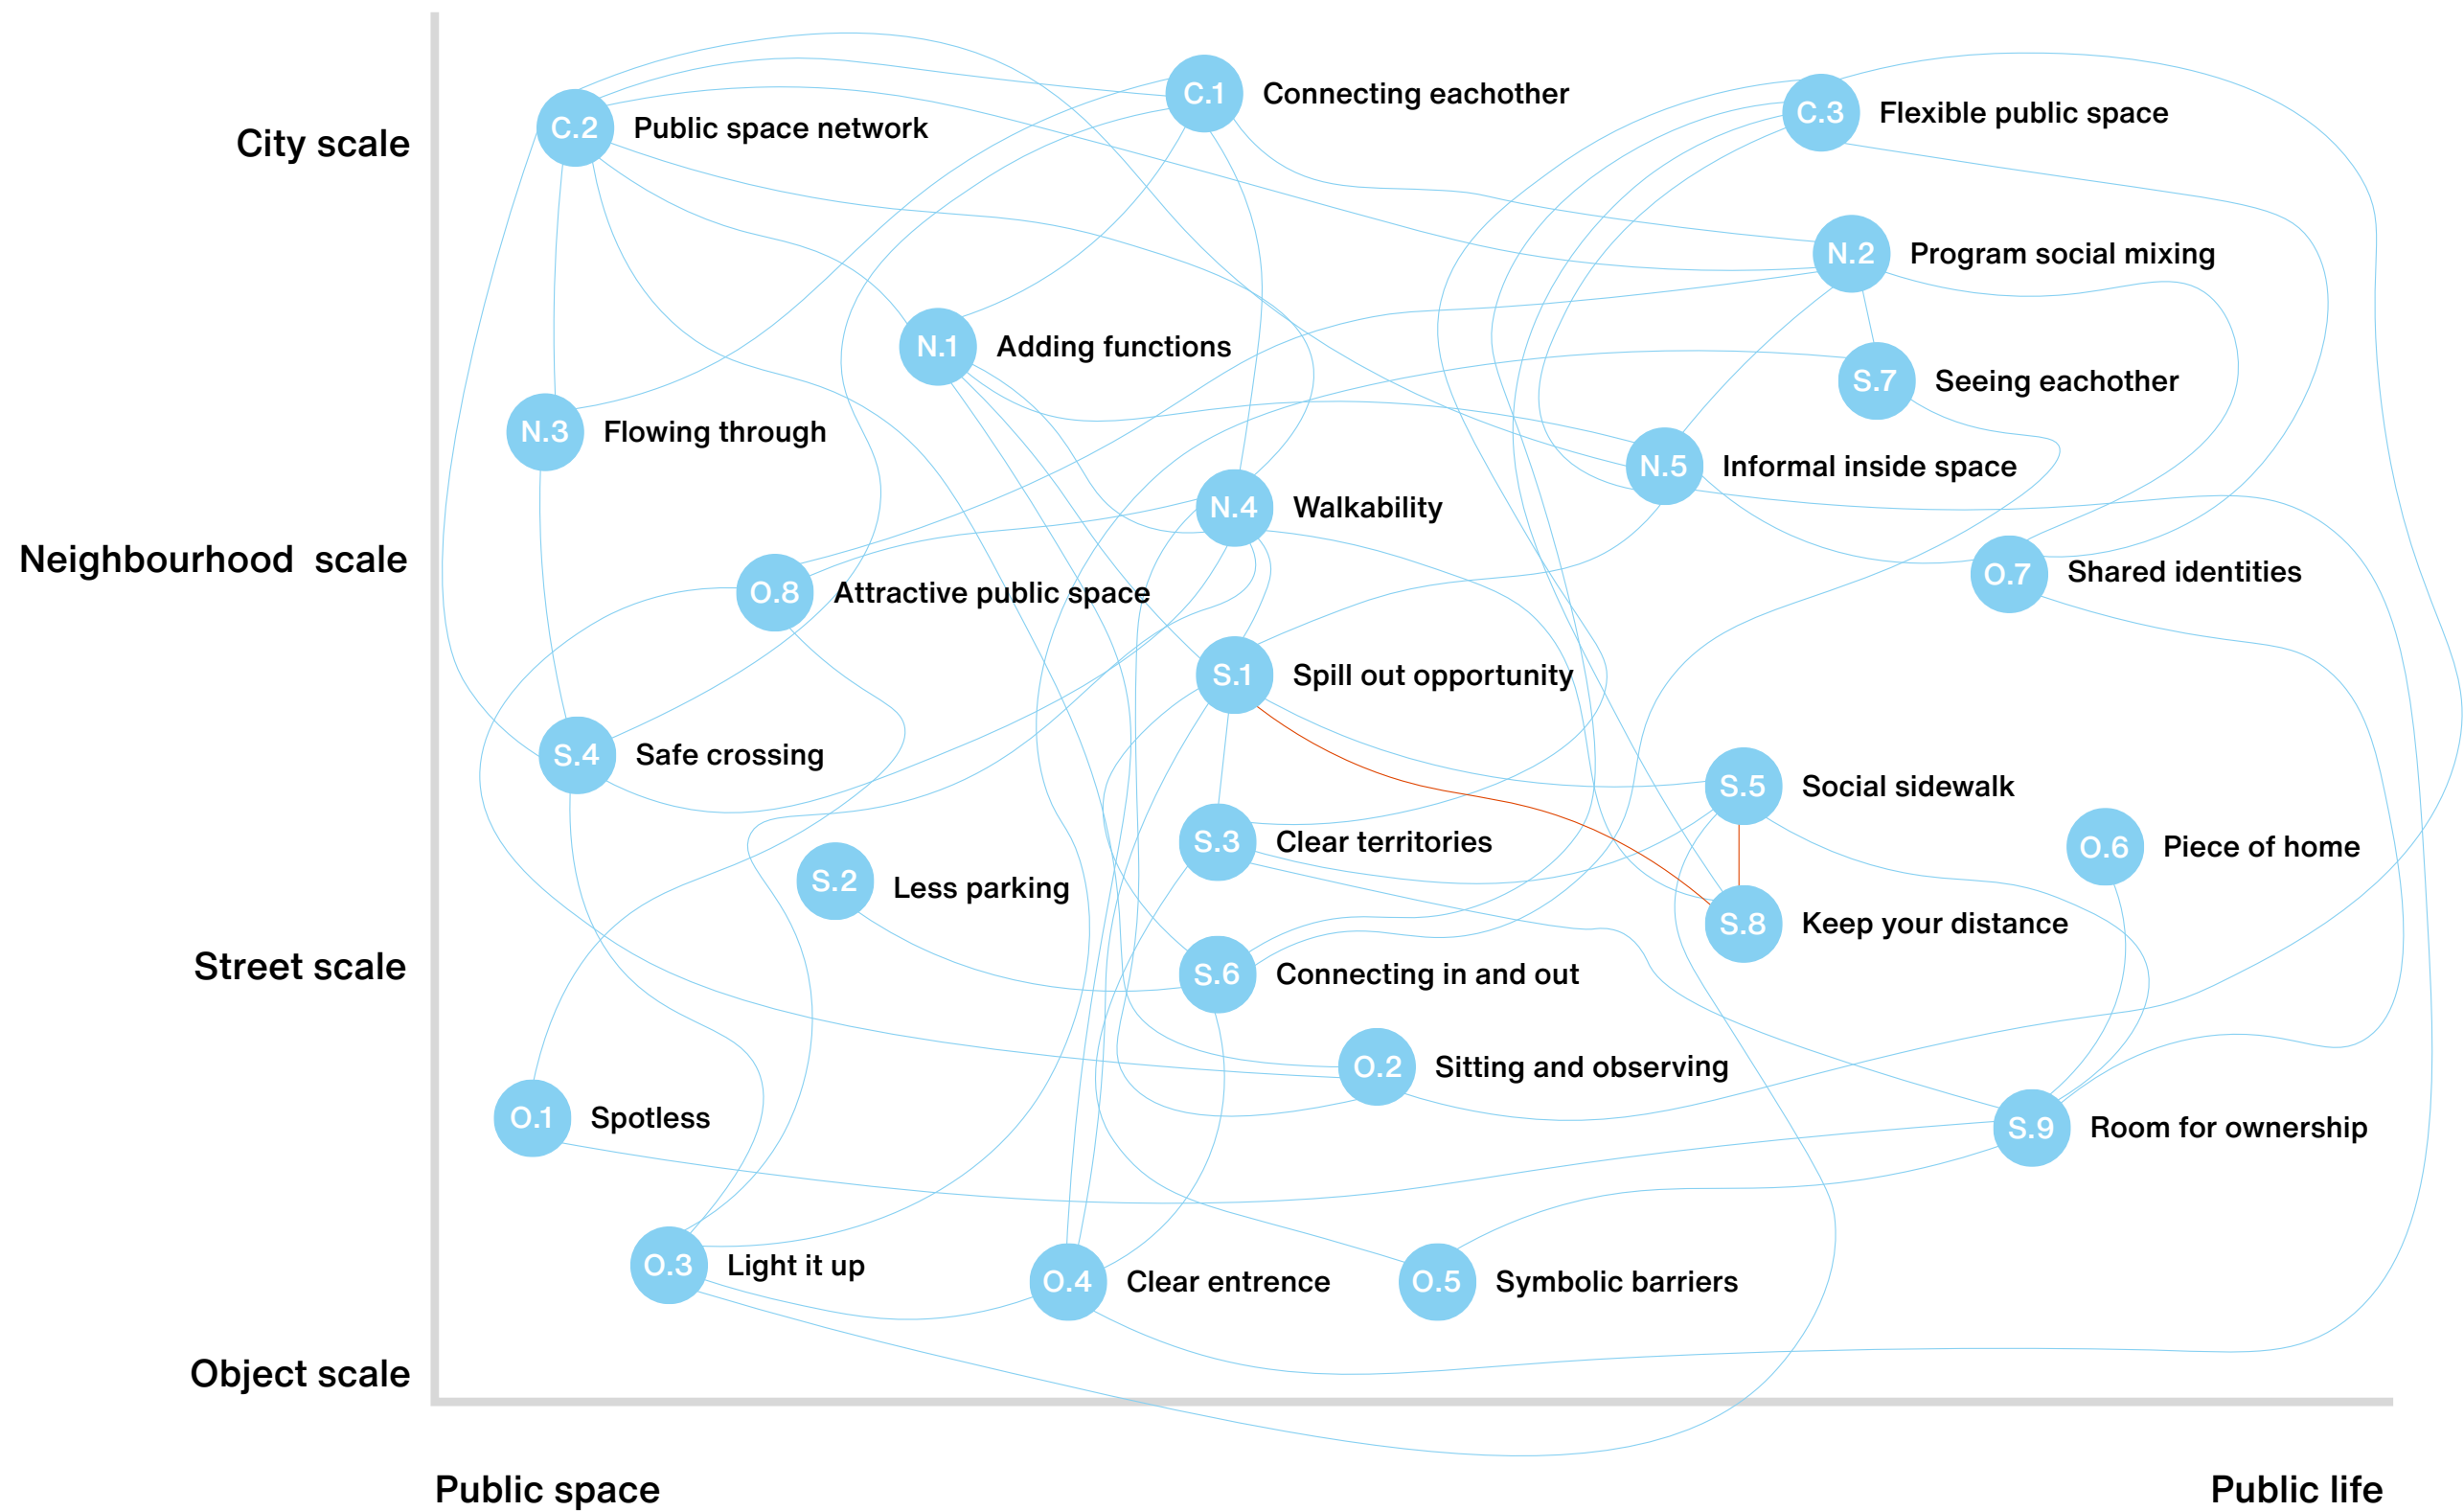 C.1 Connecting eachother
C.3 Flexible public space
C.2 Public space network
City scale
N.2 Program social mixing
N.1 Adding functions
S.7 Seeing eachother
N.3 Flowing through
N.5 Informal inside space
N.4 Walkability
Neighbourhood scale
O.7 Shared identities
O.8 Attractive public space
S.1 Spill out opportunity
S.4 Safe crossing
S.5 Social sidewalk
S.3 Clear territories
O.6 Piece of home
S.2 Less parking
S.8 Keep your distance
Street scale
S.6 Connecting in and out
O.2 Sitting and observing
O.1 Spotless
S.9 Room for ownership
O.3 Light it up
O.4 Clear entrence
O.5 Symbolic barriers
Object scale
Public space
Public life